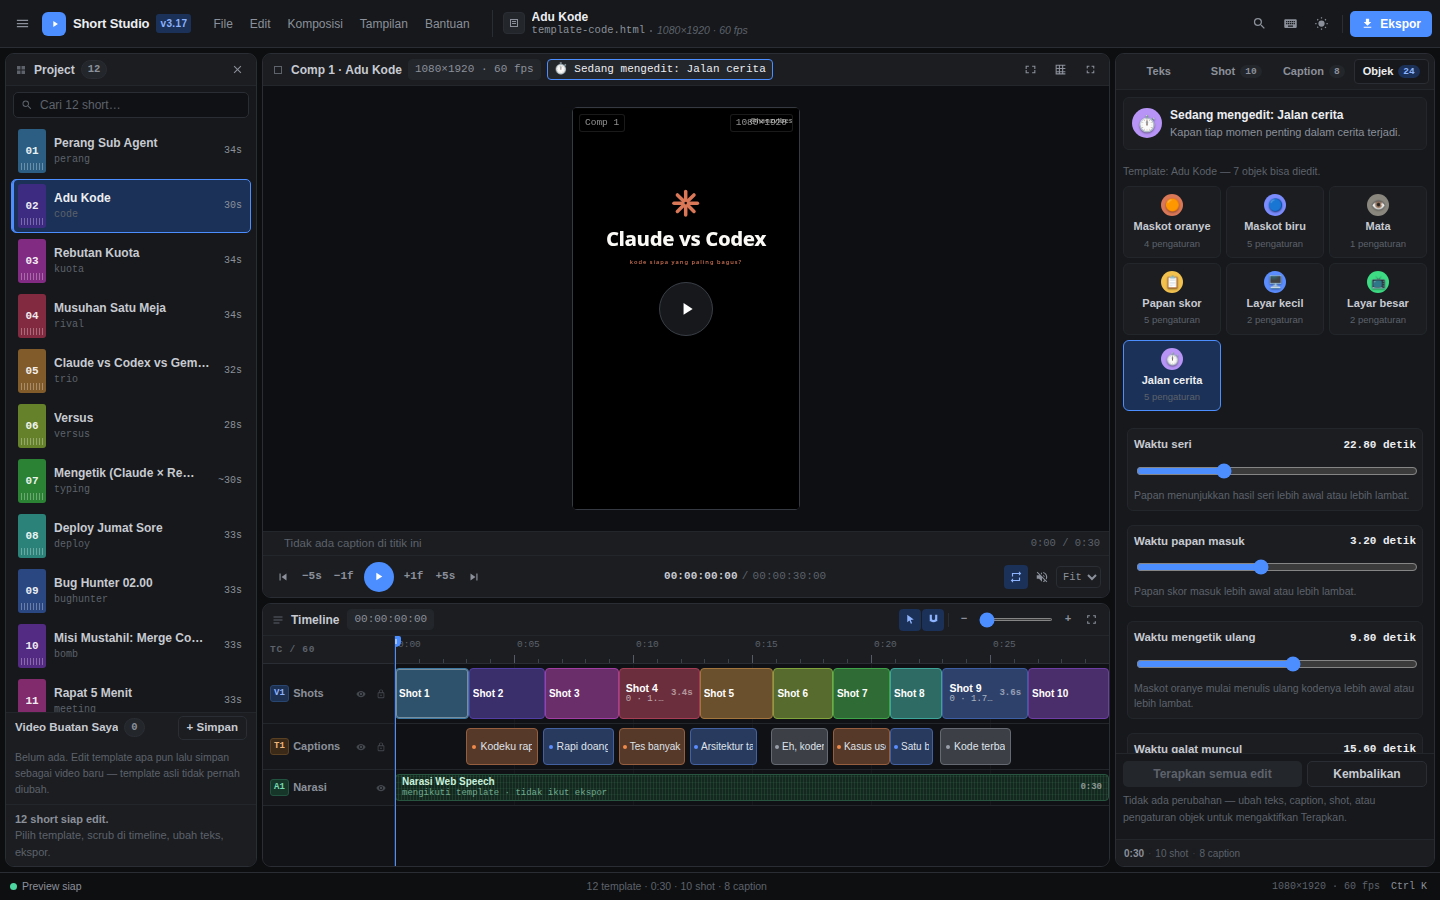 Short Studio v3.17 File Edit Komposisi Tampilan Bantuan
Adu Kode
template-code.html · 1080×1920 · 60 fps
Ekspor
Project 12
Cari 12 short…
01 Perang Sub Agent 34s
perang
02 Adu Kode 30s
code
03 Rebutan Kuota 34s
kuota
04 Musuhan Satu Meja 34s
rival
05 Claude vs Codex vs Gem… 32s
trio
06 Versus 28s
versus
07 Mengetik (Claude × Re… ~30s
typing
08 Deploy Jumat Sore 33s
deploy
09 Bug Hunter 02.00 33s
bughunter
10 Misi Mustahil: Merge Co… 33s
bomb
11 Rapat 5 Menit 33s
meeting
Video Buatan Saya 0 + Simpan
Belum ada. Edit template apa pun lalu simpan
sebagai video baru — template asli tidak pernah
diubah.
12 short siap edit.
Pilih template, scrub di timeline, ubah teks,
ekspor.
Comp 1 · Adu Kode 1080×1920 · 60 fps Sedang mengedit: Jalan cerita
Comp 1 1080×1920
Claude vs Codex
kode siapa yang paling bagus?
Tidak ada caption di titik ini 0:00 / 0:30
−5s −1f +1f +5s 00:00:00:00 / 00:00:30:00 Fit
Timeline 00:00:00:00 − +
TC / 60 0:00 0:05 0:10 0:15 0:20 0:25
V1 Shots
Shot 1 Shot 2 Shot 3 Shot 4 3.4s Shot 5 Shot 6 Shot 7 Shot 8 Shot 9 3.6s Shot 10
0 · 1.… 0 · 1.7…
T1 Captions
Kodeku rap Rapi doang Tes banyak Arsitektur ta Eh, koder Kasus use Satu b Kode terba
A1 Narasi
Narasi Web Speech
mengikuti template · tidak ikut ekspor 0:30
Teks Shot 10 Caption 8 Objek 24
Sedang mengedit: Jalan cerita
Kapan tiap momen penting dalam cerita terjadi.
Template: Adu Kode — 7 objek bisa diedit.
Maskot oranye Maskot biru Mata
4 pengaturan 5 pengaturan 1 pengaturan
Papan skor Layar kecil Layar besar
5 pengaturan 2 pengaturan 2 pengaturan
Jalan cerita
5 pengaturan
Waktu seri 22.80 detik
Papan menunjukkan hasil seri lebih awal atau lebih lambat.
Waktu papan masuk 3.20 detik
Papan skor masuk lebih awal atau lebih lambat.
Waktu mengetik ulang 9.80 detik
Maskot oranye mulai menulis ulang kodenya lebih awal atau
lebih lambat.
Waktu galat muncul 15.60 detik
Terapkan semua edit Kembalikan
Tidak ada perubahan — ubah teks, caption, shot, atau
pengaturan objek untuk mengaktifkan Terapkan.
0:30 · 10 shot · 8 caption
Preview siap 12 template · 0:30 · 10 shot · 8 caption 1080×1920 · 60 fps Ctrl K